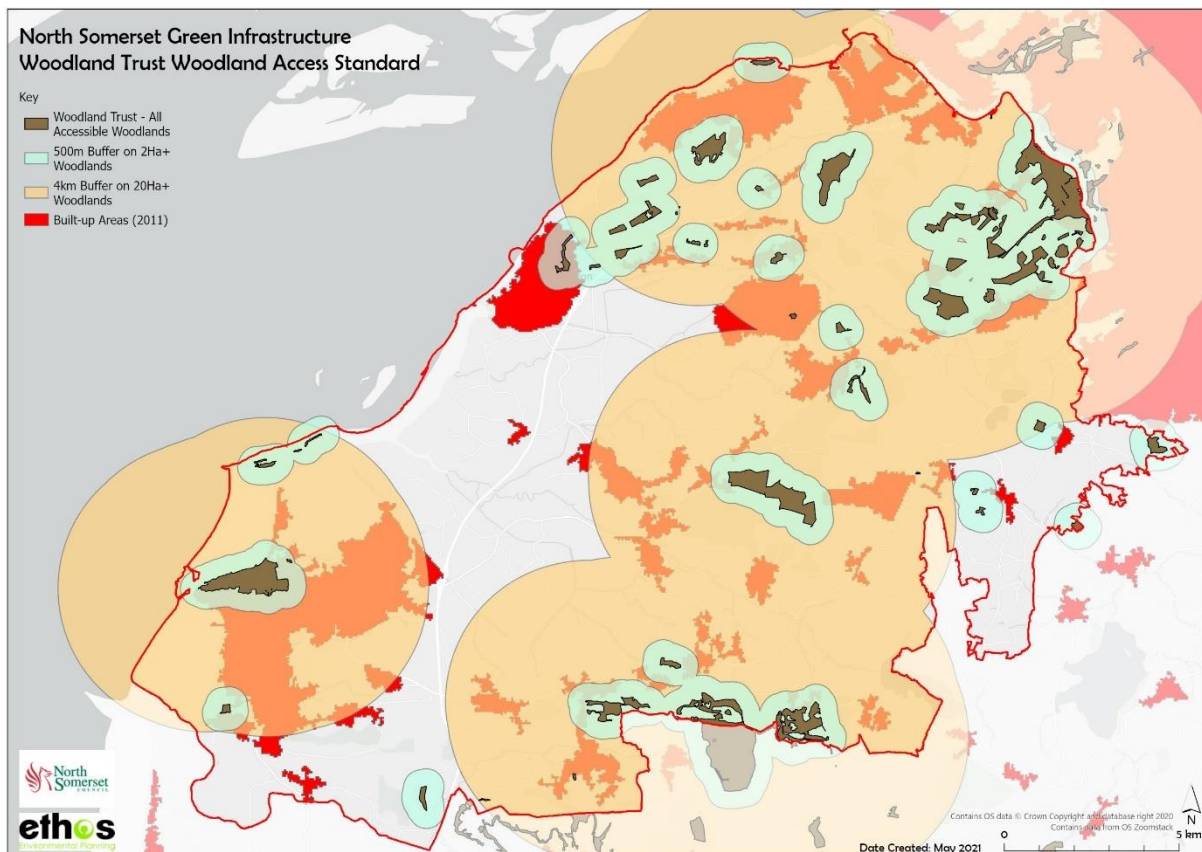 North Somerset Green Infrastructure
Woodland Trust Woodland Access Standard
Key
Woodland Trust - All
Accessible Woodlands
500m Buffer on 2Ha+
Woodlands
4km Buffer on 20Ha+
Woodlands
Built-up Areas (2011)
North
Somerset
COUNCIL
ethos
Environmental Planning
Contains OS data © Crown Copyright and database right 2020
Contains data from OS Zoomstack
Date Created: May 2021
N
0
5 km